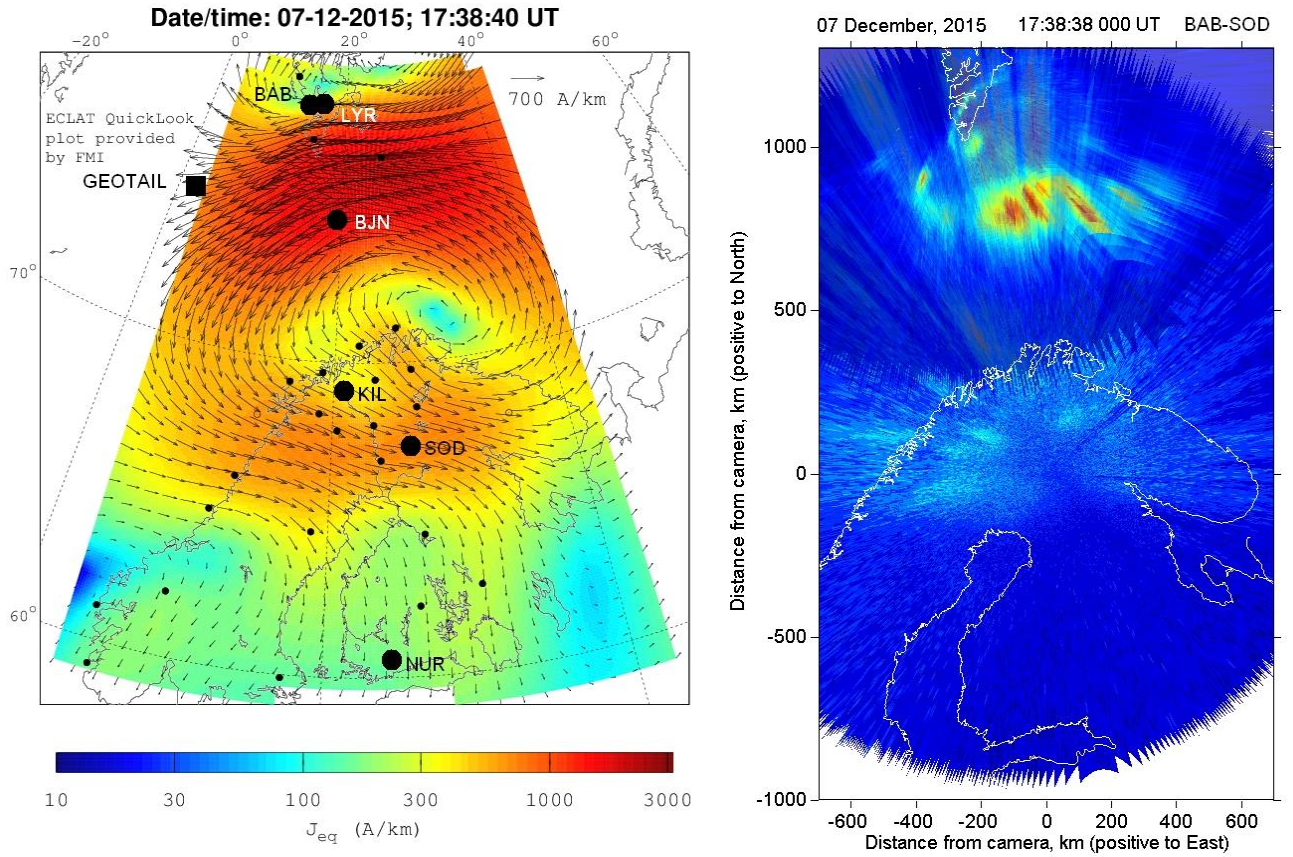 Date/time: 07-12-2015; 17:38:40 UT
-20° 0° 20° 40° 60°
BAB
LYR
700 A/km
ECLAT QuickLook
plot provided
by FMI
GEOTAIL
BJN
70°
KIL
SOD
60°
NUR
10 30 100 300 1000 3000
Jeq (A/km)
07 December, 2015 17:38:38 000 UT BAB-SOD
Distance from camera, km (positive to North)
1000
500
0
-500
-1000
-600 -400 -200 0 200 400 600
Distance from camera, km (positive to East)